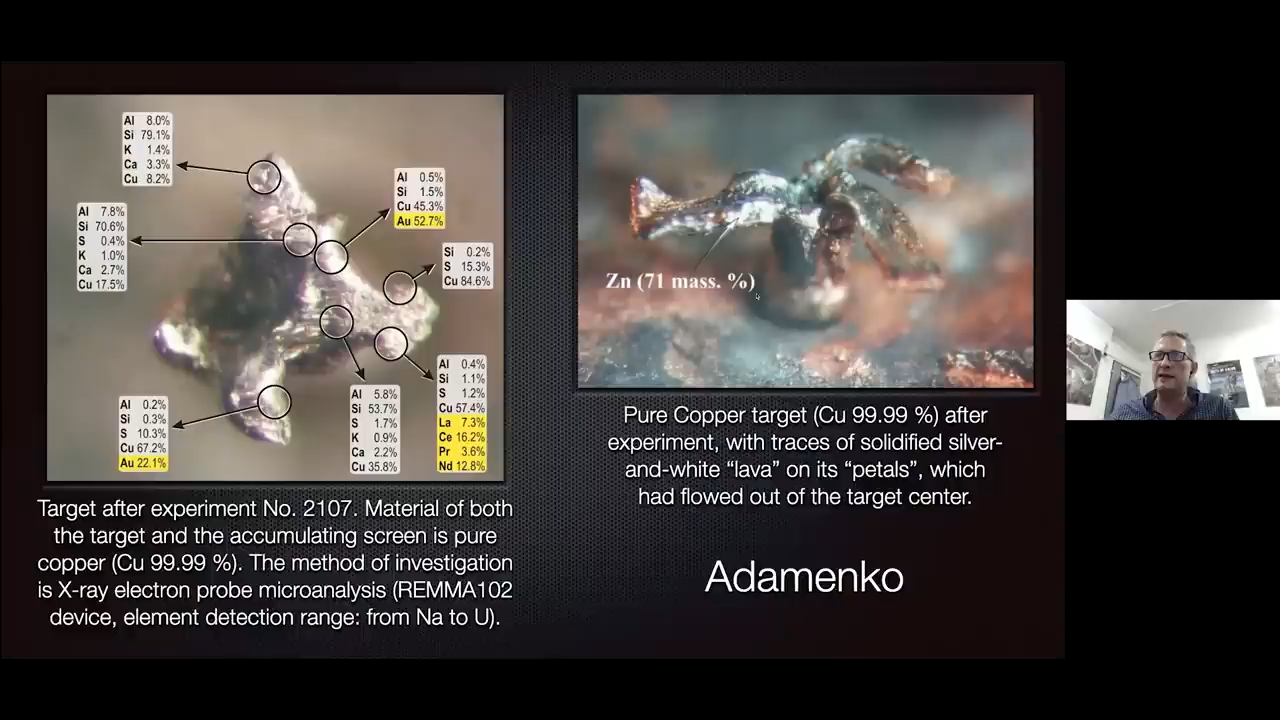 Al 8.0%
Si 79.1%
K 1.4%
Ca 3.3%
Cu 8.2%
Al 7.8%
Si 70.6%
S 0.4%
K 1.0%
Ca 2.7%
Cu 17.5%
Al 0.5%
Si 1.5%
Cu 45.3%
Au 52.7%
Si 0.2%
S 15.3%
Cu 84.6%
Al 0.4%
Si 1.1%
S 1.2%
Cu 57.4%
La 7.3%
Ce 16.2%
Pr 3.6%
Nd 12.8%
Al 5.8%
Si 53.7%
S 1.7%
K 0.9%
Ca 2.2%
Cu 35.8%
Al 0.2%
Si 0.3%
S 10.3%
Cu 67.2%
Au 22.1%
Target after experiment No. 2107. Material of both
the target and the accumulating screen is pure
copper (Cu 99.99 %). The method of investigation
is X-ray electron probe microanalysis (REMMA102
device, element detection range: from Na to U).
Zn (71 mass. %)
Pure Copper target (Cu 99.99 %) after
experiment, with traces of solidified silver-
and-white “lava” on its “petals”, which
had flowed out of the target center.
Adamenko